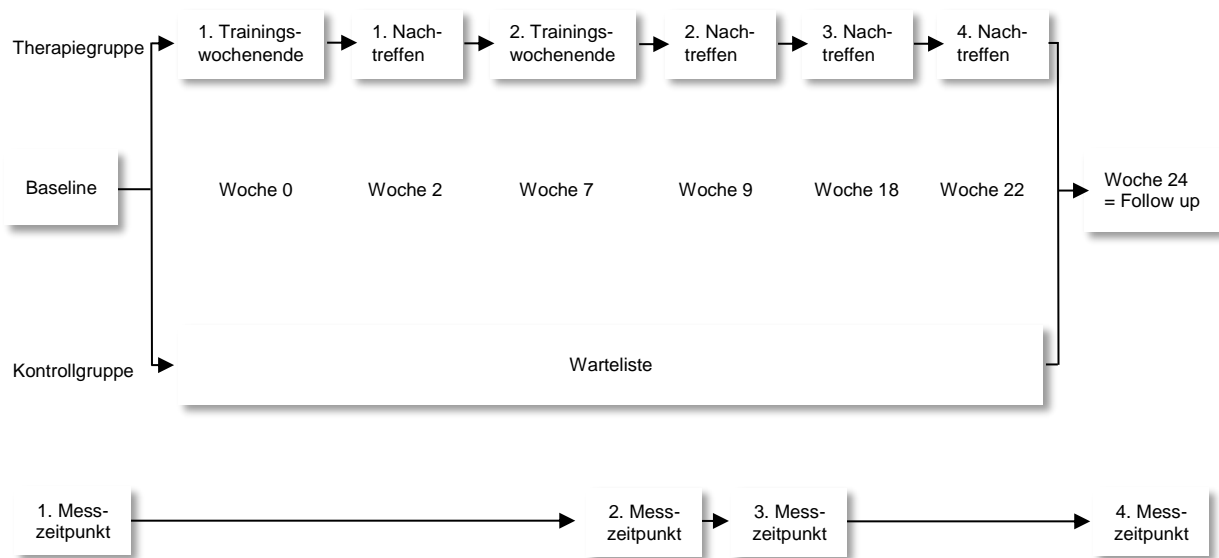 Therapiegruppe
1. Trainings-
wochenende
1. Nach-
treffen
2. Trainings-
wochenende
2. Nach-
treffen
3. Nach-
treffen
4. Nach-
treffen
Baseline
Woche 0
Woche 2
Woche 7
Woche 9
Woche 18
Woche 22
Woche 24
= Follow up
Kontrollgruppe
Warteliste
1. Mess-
zeitpunkt
2. Mess-
zeitpunkt
3. Mess-
zeitpunkt
4. Mess-
zeitpunkt